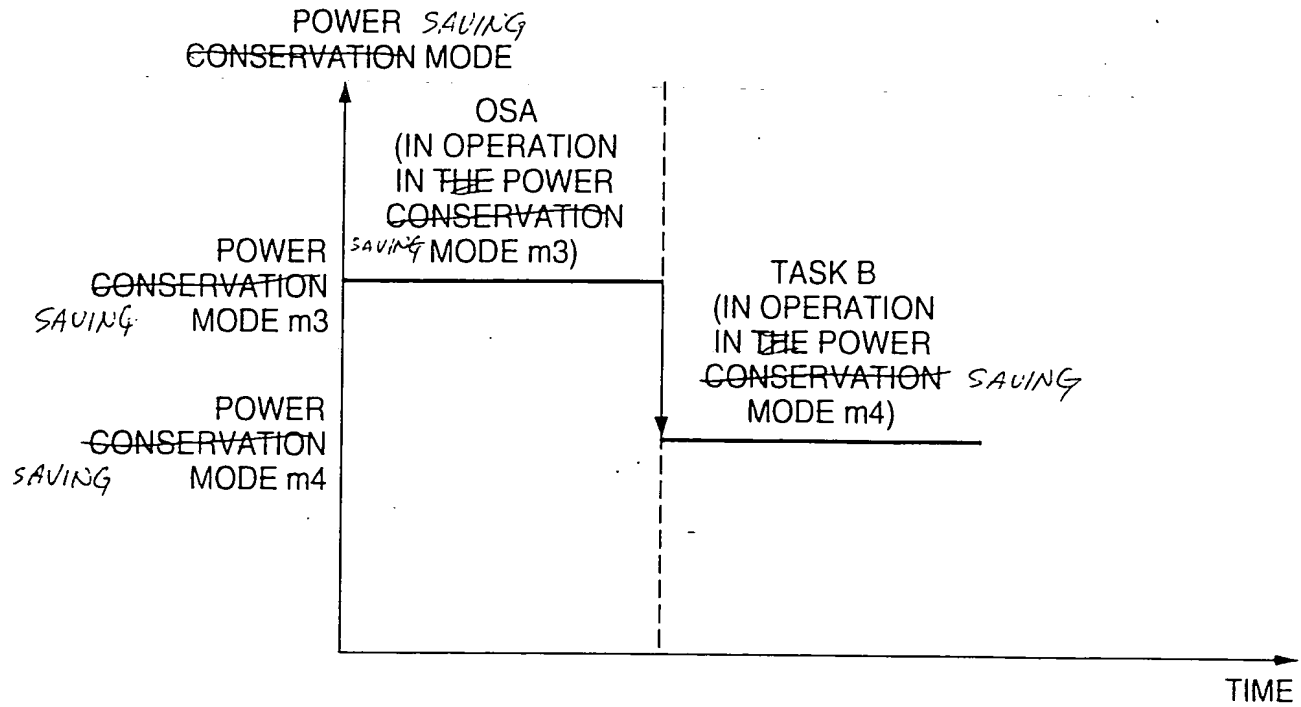 POWER SAVING
CONSERVATION MODE
OSA
(IN OPERATION
IN THE POWER
CONSERVATION
SAVING MODE m3)
POWER
CONSERVATION
SAVING MODE m3
TASK B
(IN OPERATION
IN THE POWER
CONSERVATION SAVING
MODE m4)
POWER
CONSERVATION
SAVING MODE m4
TIME